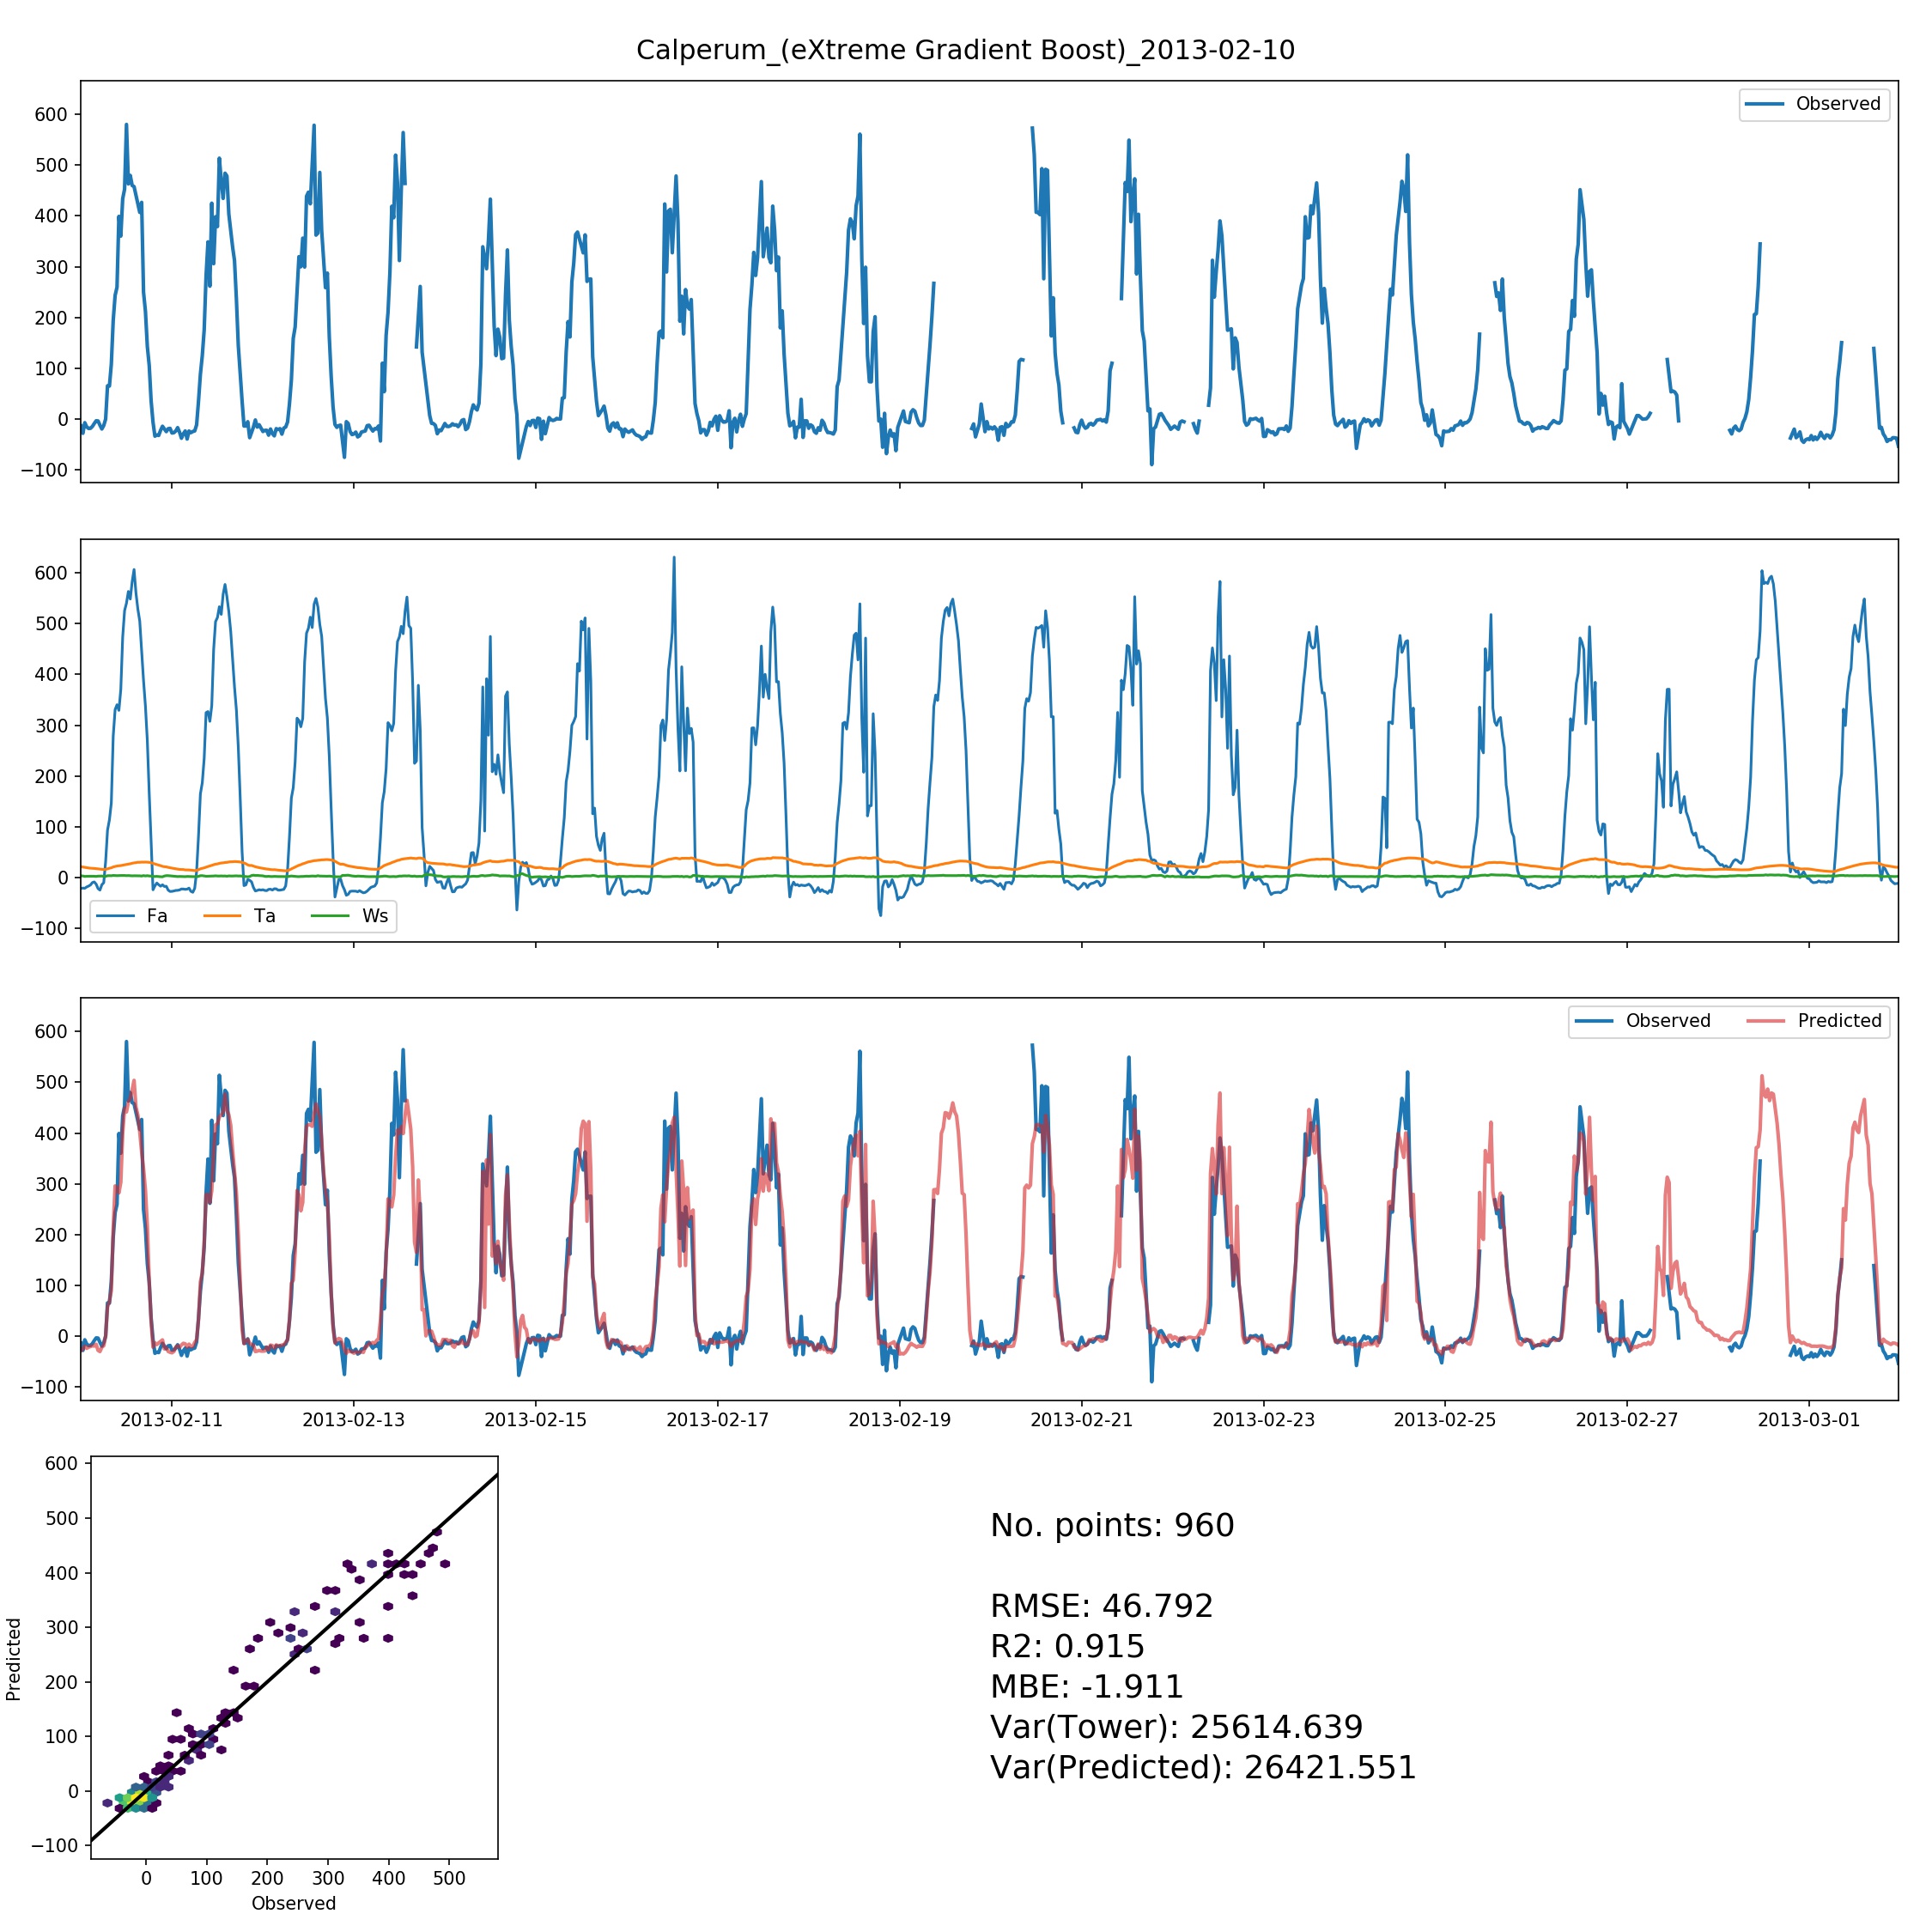 Calperum_(eXtreme Gradient Boost)_2013-02-10
600
500
400
300
200
100
0
−100
Observed
600
500
400
300
200
100
0
−100
Fa Ta Ws
600
500
400
300
200
100
0
−100
Observed Predicted
2013-02-11 2013-02-13 2013-02-15 2013-02-17 2013-02-19 2013-02-21 2013-02-23 2013-02-25 2013-02-27 2013-03-01
600
500
400
300
200
100
0
−100
Predicted
0 100 200 300 400 500
Observed
No. points: 960
RMSE: 46.792
R2: 0.915
MBE: -1.911
Var(Tower): 25614.639
Var(Predicted): 26421.551